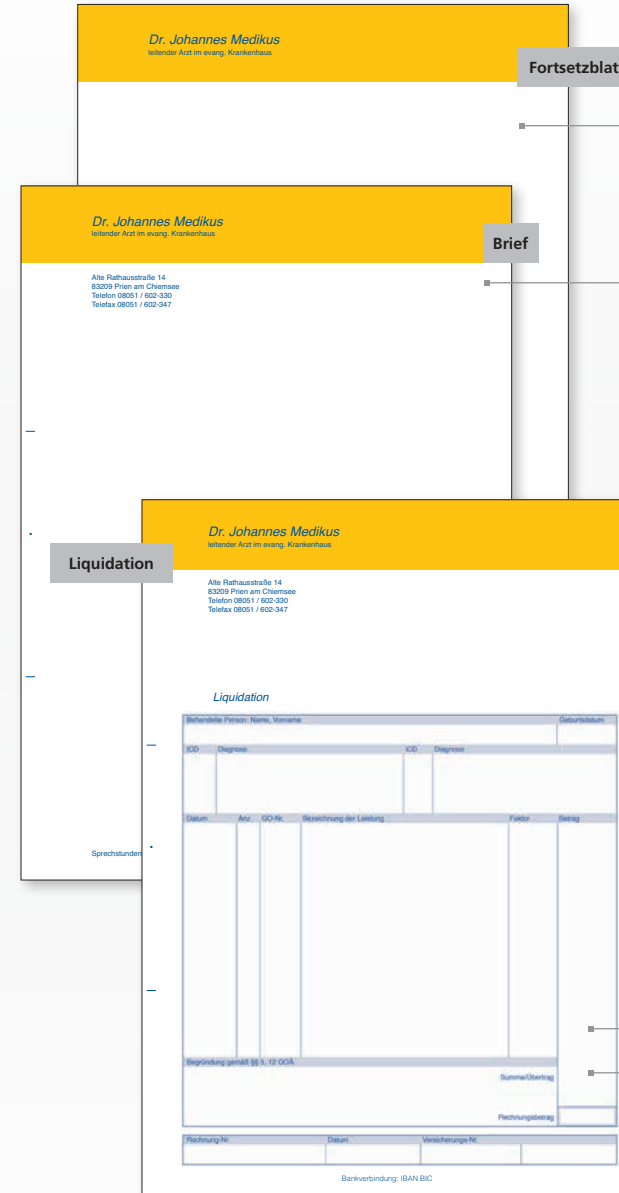 Dr. Johannes Medikus
leitender Arzt im evang. Krankenhaus
Fortsetzblat
Dr. Johannes Medikus
leitender Arzt im evang. Krankenhaus
Brief
Alte Rathausstraße 14
83209 Prien am Chiemsee
Telefon 08051 / 602-330
Telefax 08051 / 602-347
Dr. Johannes Medikus
leitender Arzt im evang. Krankenhaus
Liquidation
Alte Rathausstraße 14
83209 Prien am Chiemsee
Telefon 08051 / 602-330
Telefax 08051 / 602-347
Liquidation
Behandelte Person: Name, Vorname Geburtsdatum
ICD Diagnose ICD Diagnose
Datum Anz. GO-Nr. Bezeichnung der Leistung Faktor Betrag
Sprechstunden
Begründung gemäß §§ 5, 12 GOÄ
Summe/Übertrag
Rechnungsbetrag
Rechnung-Nr. Datum Versicherungs-Nr.
Bankverbindung: IBAN BIC